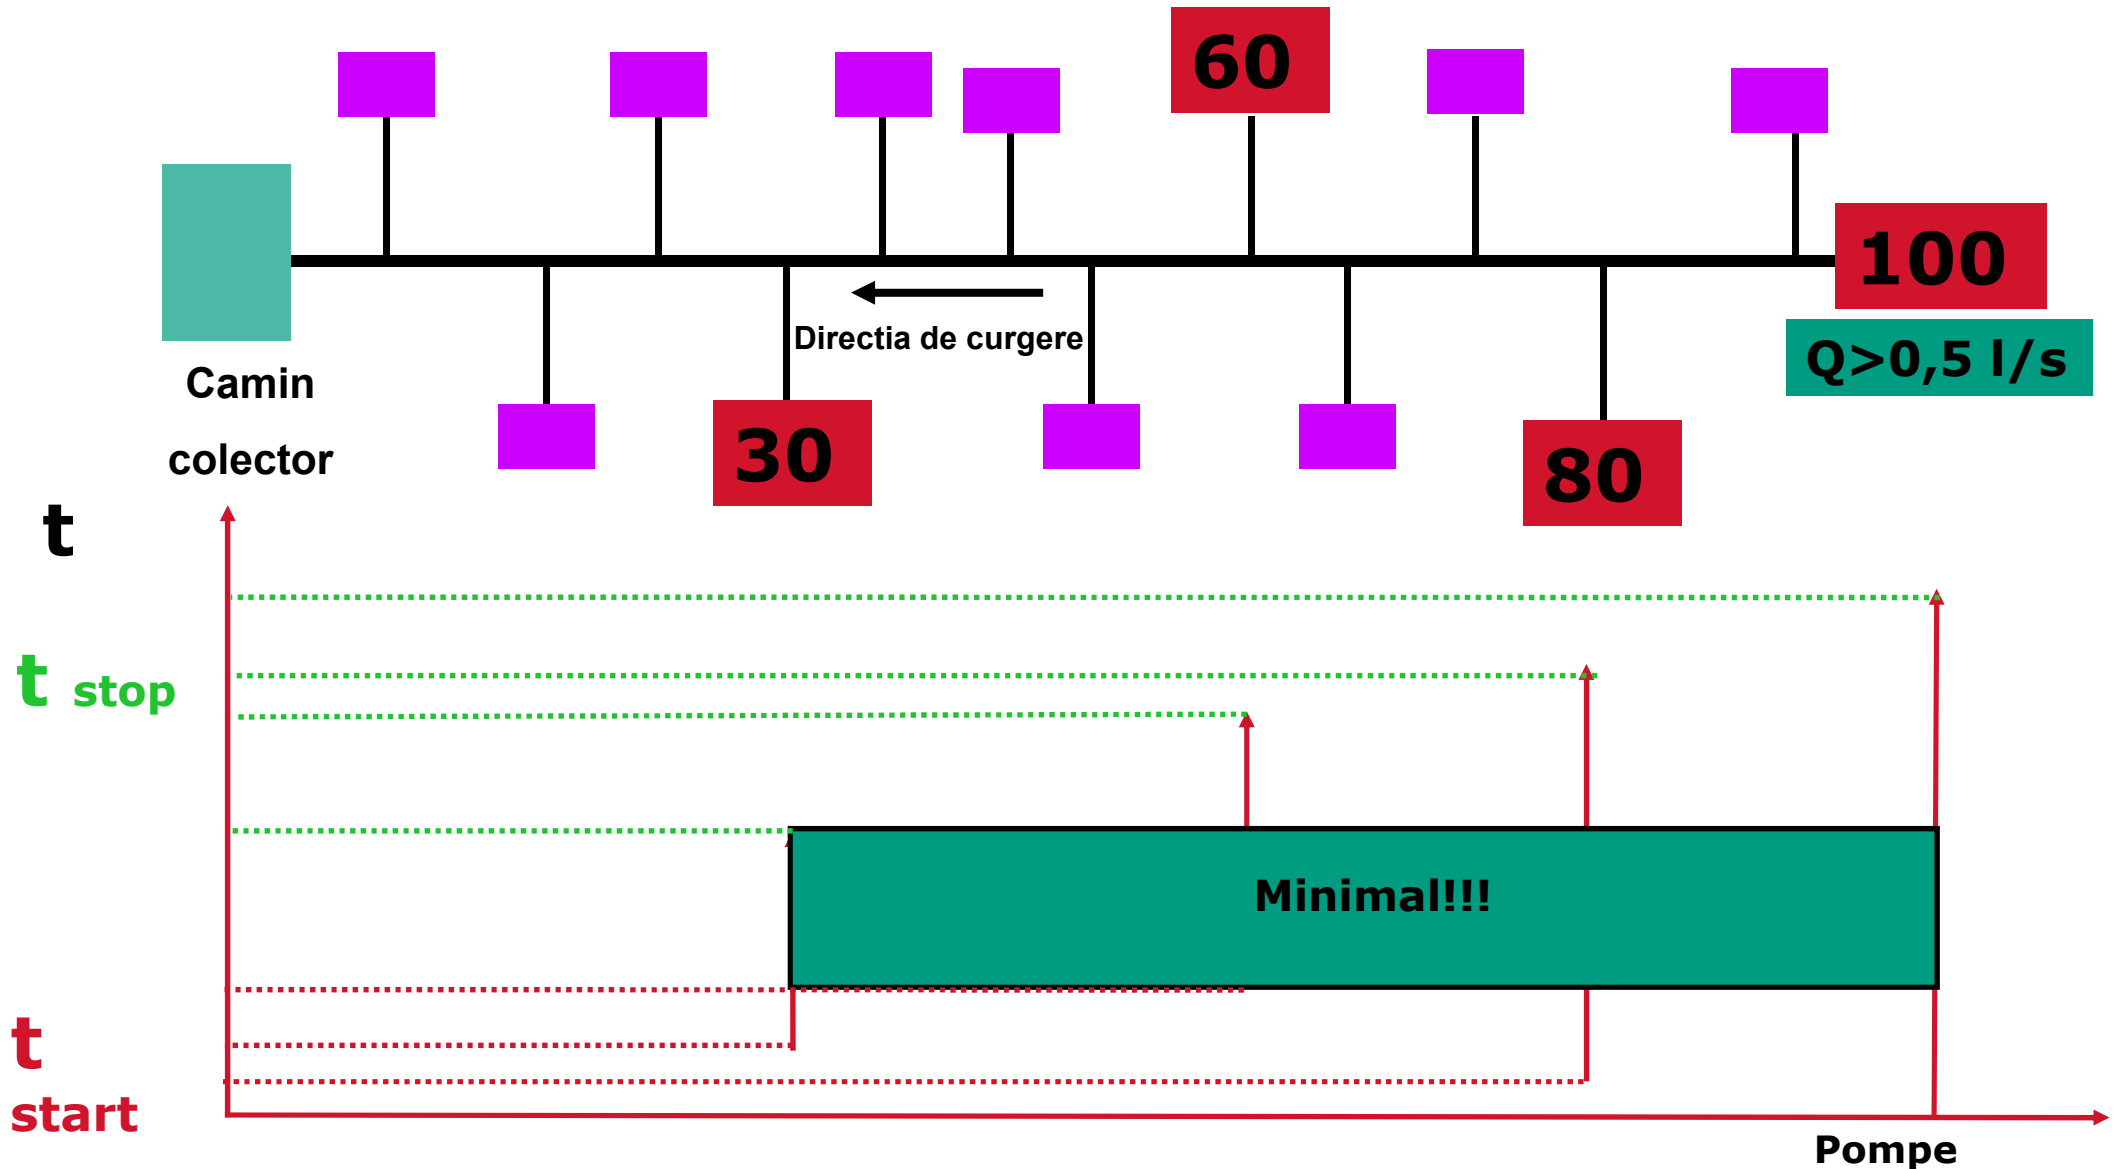 60
100
Q>0,5 l/s
Directia de curgere
Camin
colector
30
80
t
t stop
Minimal!!!
t
start
Pompe